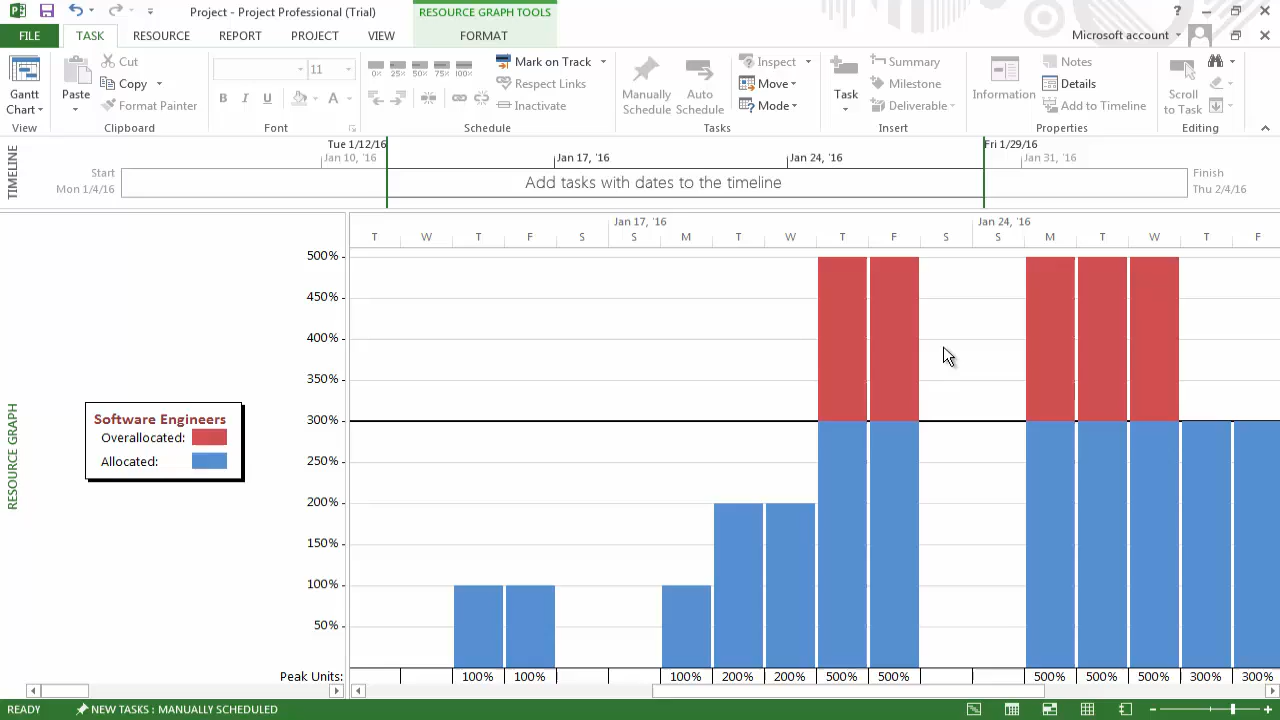 Project - Project Professional (Trial)
RESOURCE GRAPH TOOLS
?
FILE
TASK
RESOURCE
REPORT
PROJECT
VIEW
FORMAT
Microsoft account
Gantt
Chart
View
Paste
Cut
Copy
Format Painter
Clipboard
11
B I U
A
Font
0% 25% 50% 75% 100%
Mark on Track
Respect Links
Inactivate
Schedule
Manually
Schedule
Auto
Schedule
Inspect
Move
Mode
Tasks
Task
Summary
Milestone
Deliverable
Insert
Information
Notes
Details
Add to Timeline
Properties
Scroll
to Task
Editing
TIMELINE
Tue 1/12/16
Fri 1/29/16
Jan 10, '16
Jan 17, '16
Jan 24, '16
Jan 31, '16
Start
Mon 1/4/16
Add tasks with dates to the timeline
Finish
Thu 2/4/16
RESOURCE GRAPH
Software Engineers
Overallocated:
Allocated:
Jan 17, '16
Jan 24, '16
T W T F S S M T W T F S S M T W T F
500%
450%
400%
350%
300%
250%
200%
150%
100%
50%
Peak Units:
100% 100% 100% 200% 200% 500% 500% 500% 500% 500% 300% 300%
READY
NEW TASKS : MANUALLY SCHEDULED